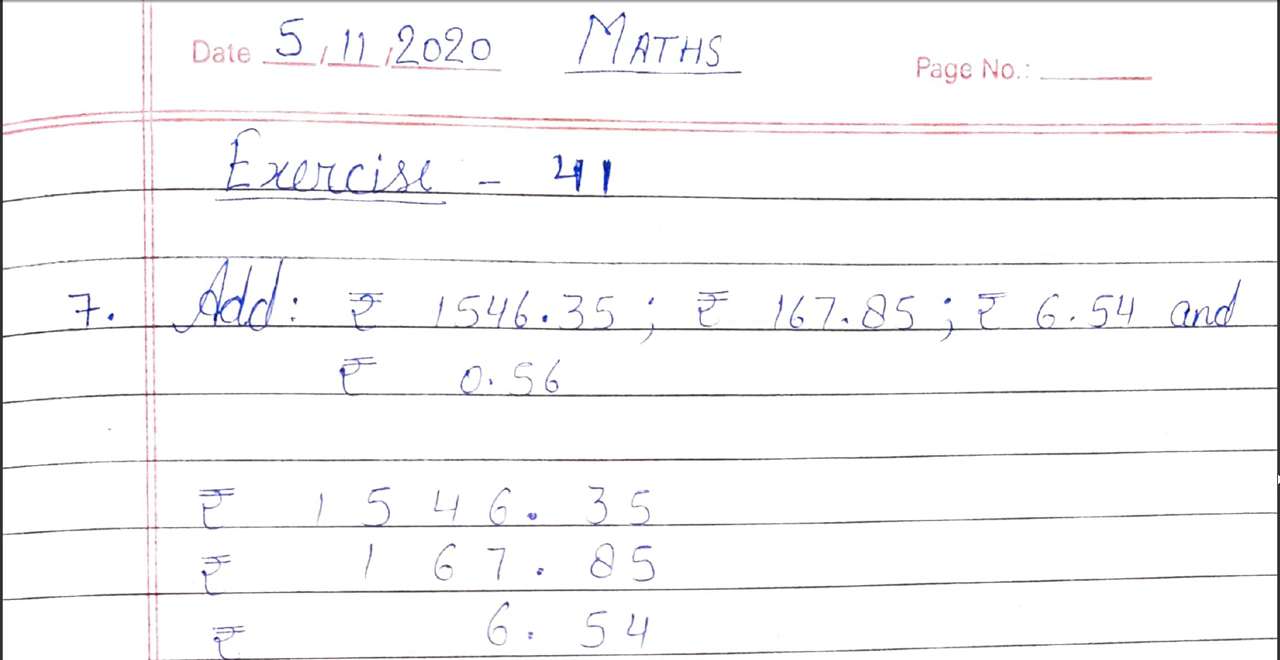 Date 5/11/2020 MATHS Page No.:
Exercise - 41
7. Add: ₹ 1546.35; ₹ 167.85; ₹ 6.54 and
₹ 0.56
₹ 1546.35
₹ 167.85
₹ 6.54